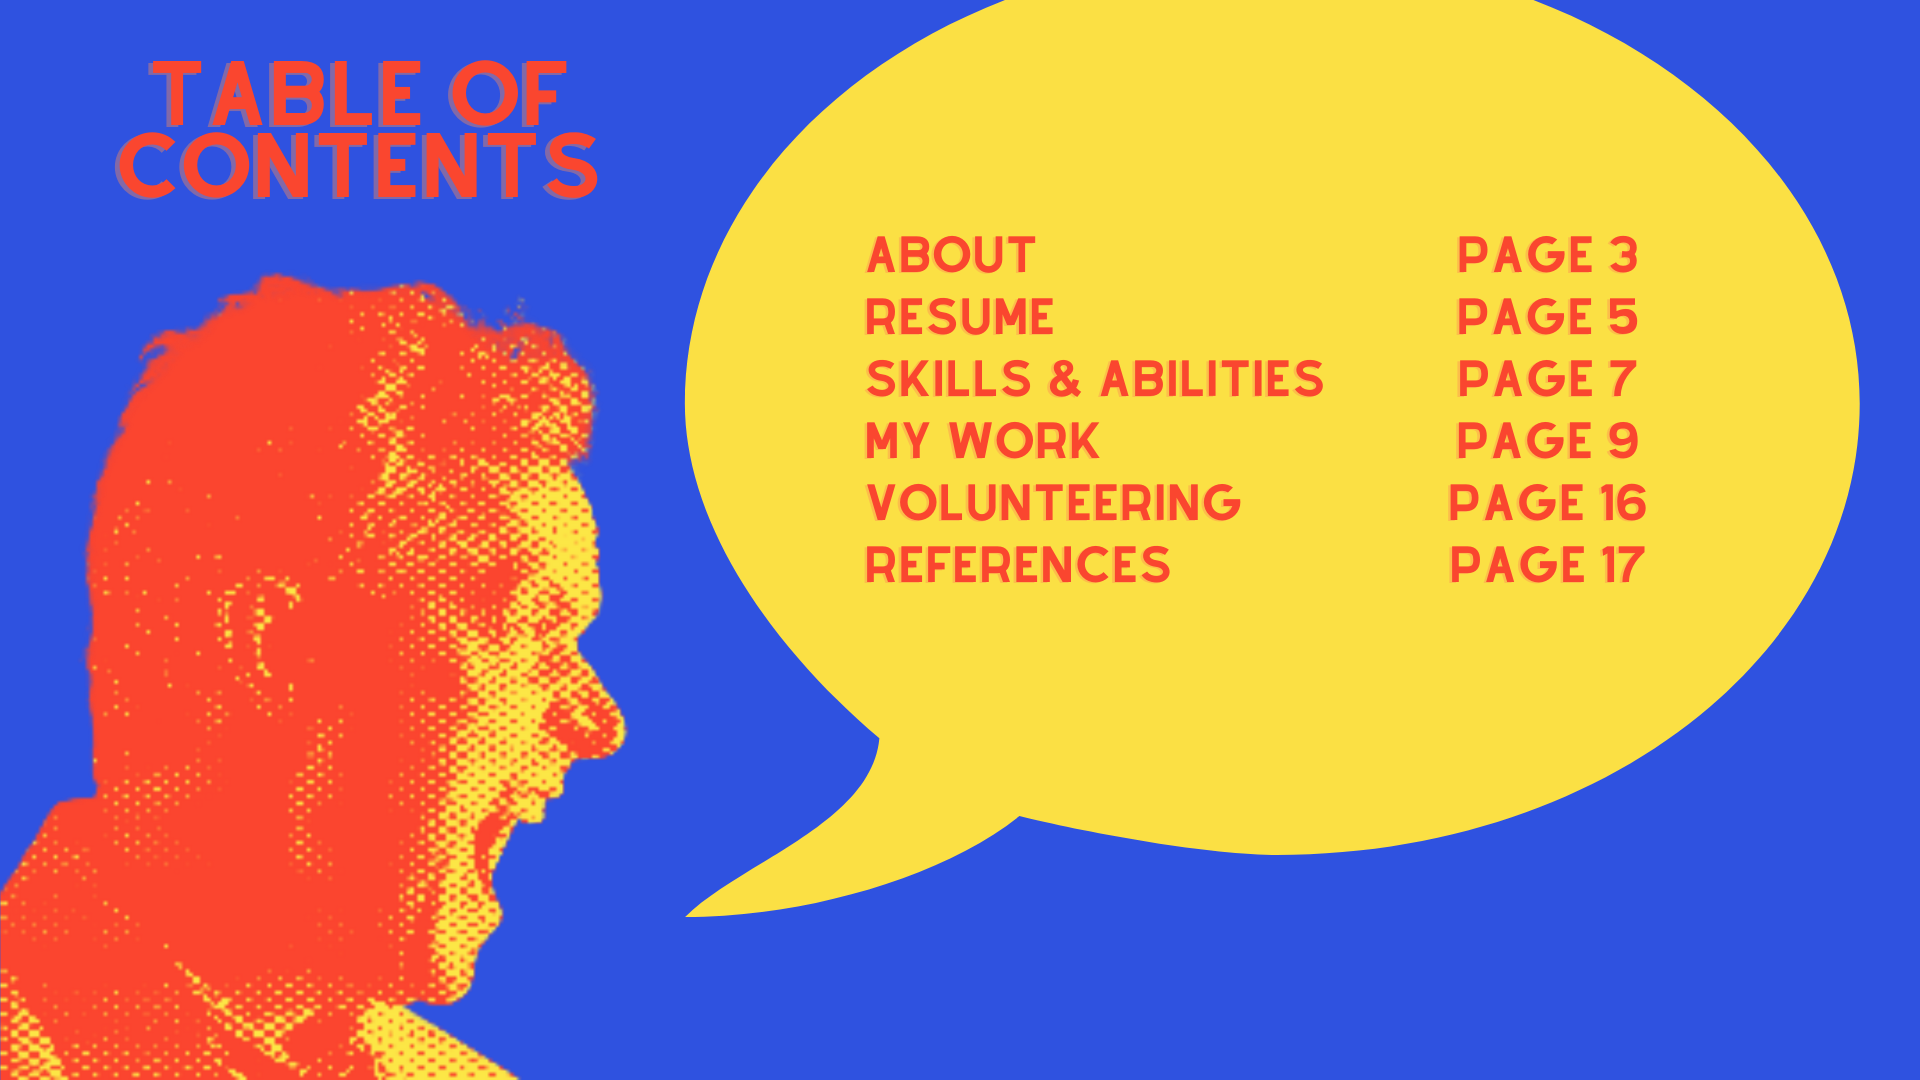 TABLE OF
CONTENTS
ABOUT PAGE 3
RESUME PAGE 5
SKILLS & ABILITIES PAGE 7
MY WORK PAGE 9
VOLUNTEERING PAGE 16
REFERENCES PAGE 17